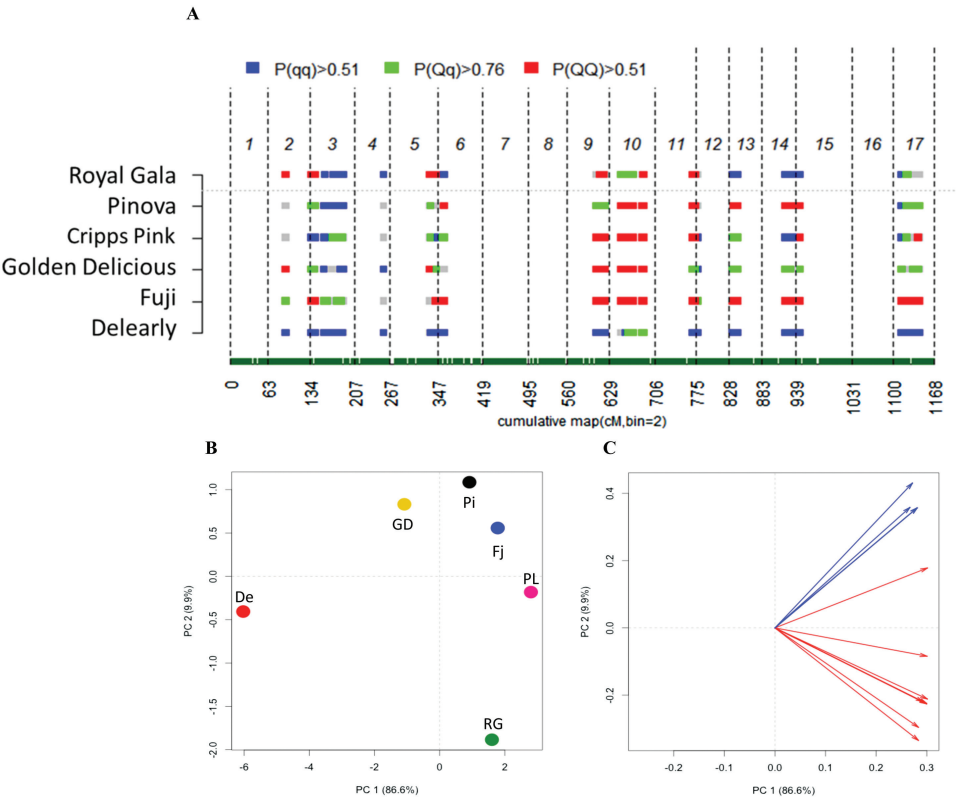 A
P(qq)>0.51 P(Qq)>0.76 P(QQ)>0.51
1 2 3 4 5 6 7 8 9 10 11 12 13 14 15 16 17
Royal Gala
Pinova
Cripps Pink
Golden Delicious
Fuji
Delearly
0 63 134 207 267 347 419 495 560 629 706 775 828 883 939 1031 1100 1168
cumulative map(cM,bin=2)
B
PC 2 (9.9%)
1.0
0.5
0.0
-0.5
-1.0
-1.5
-2.0
Pi
GD
Fj
PL
De
RG
-6 -4 -2 0 2
PC 1 (86.6%)
C
PC 2 (9.9%)
0.4
0.2
0.0
-0.2
-0.2 -0.1 0.0 0.1 0.2 0.3
PC 1 (86.6%)